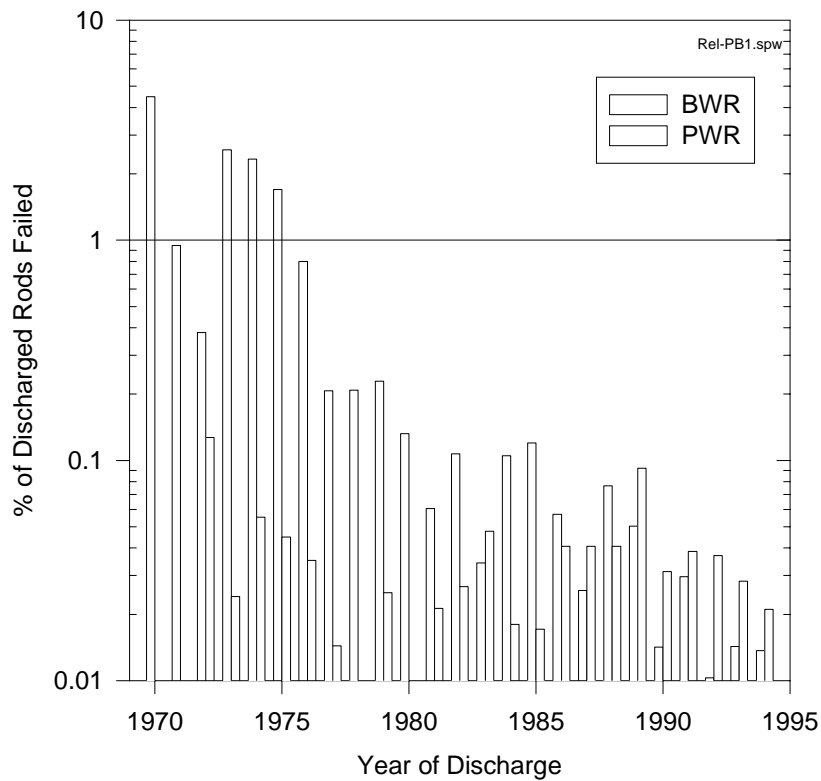 Rel-PB1.spw
BWR
PWR
10
1
0.1
0.01
% of Discharged Rods Failed
1970 1975 1980 1985 1990 1995
Year of Discharge